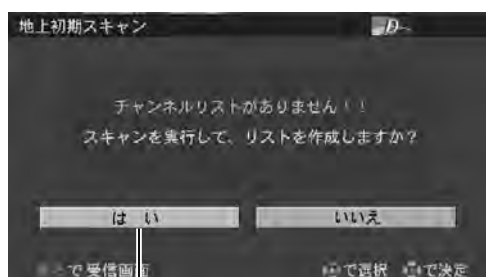 地上初期スキャン
D
チャンネルリストがありません！！
スキャンを実行して、リストを作成しますか？
はい
いいえ
で受信画面
で選択 で決定